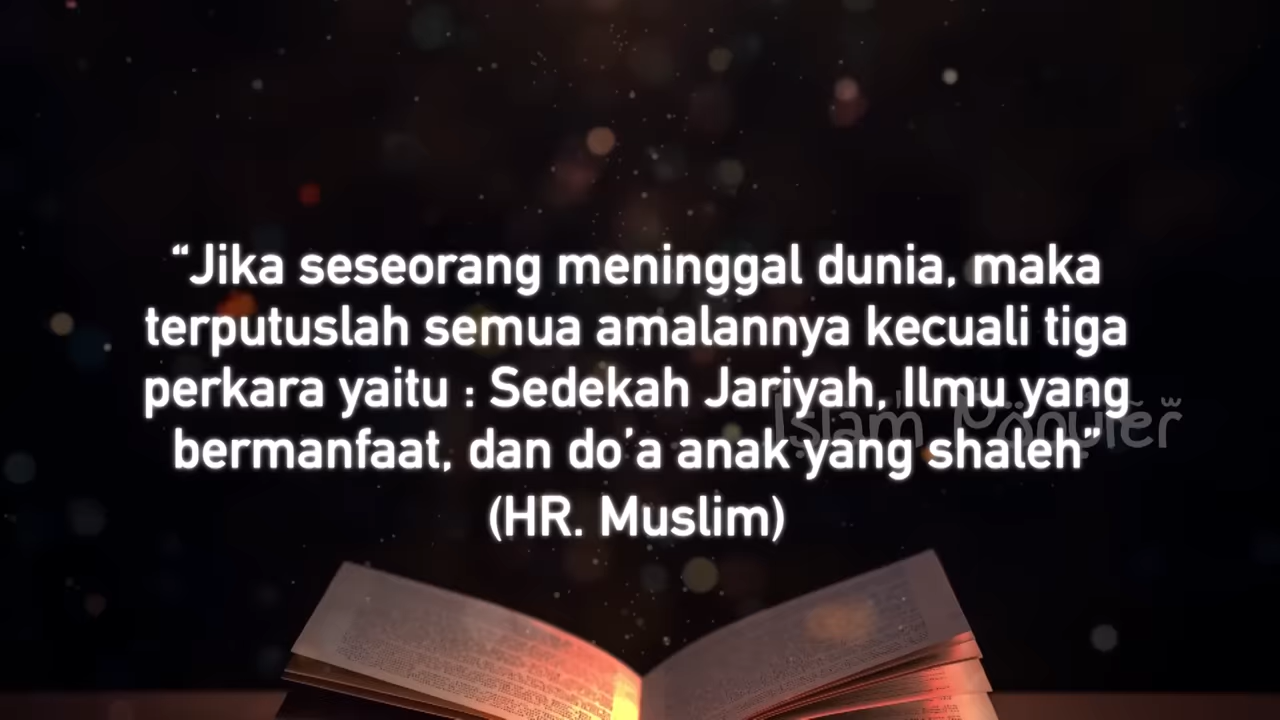 “Jika seseorang meninggal dunia, maka
terputuslah semua amalannya kecuali tiga
perkara yaitu : Sedekah Jariyah, Ilmu yang
bermanfaat, dan do’a anak yang shaleh”
(HR. Muslim)
Islam Populer